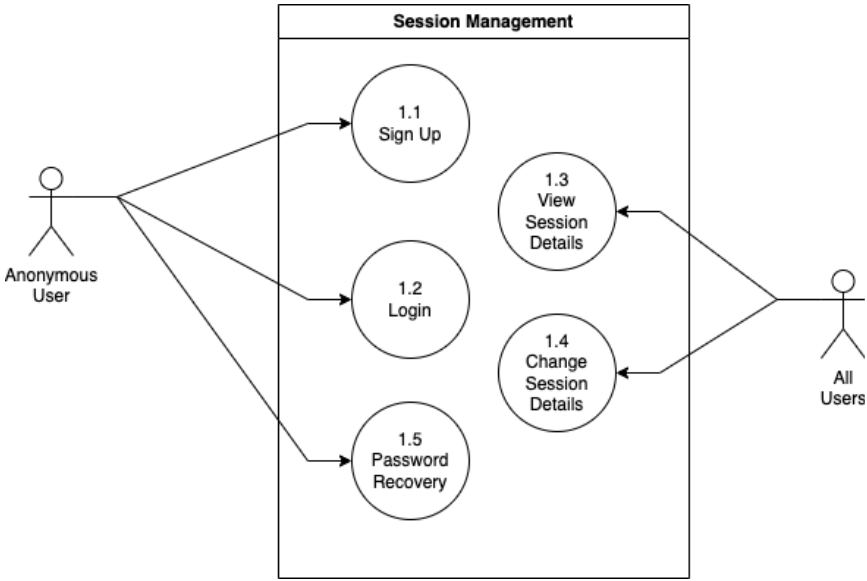 Session Management
1.1
Sign Up
1.3
View
Session
Details
Anonymous
User
1.2
Login
1.4
Change
Session
Details
All
Users
1.5
Password
Recovery